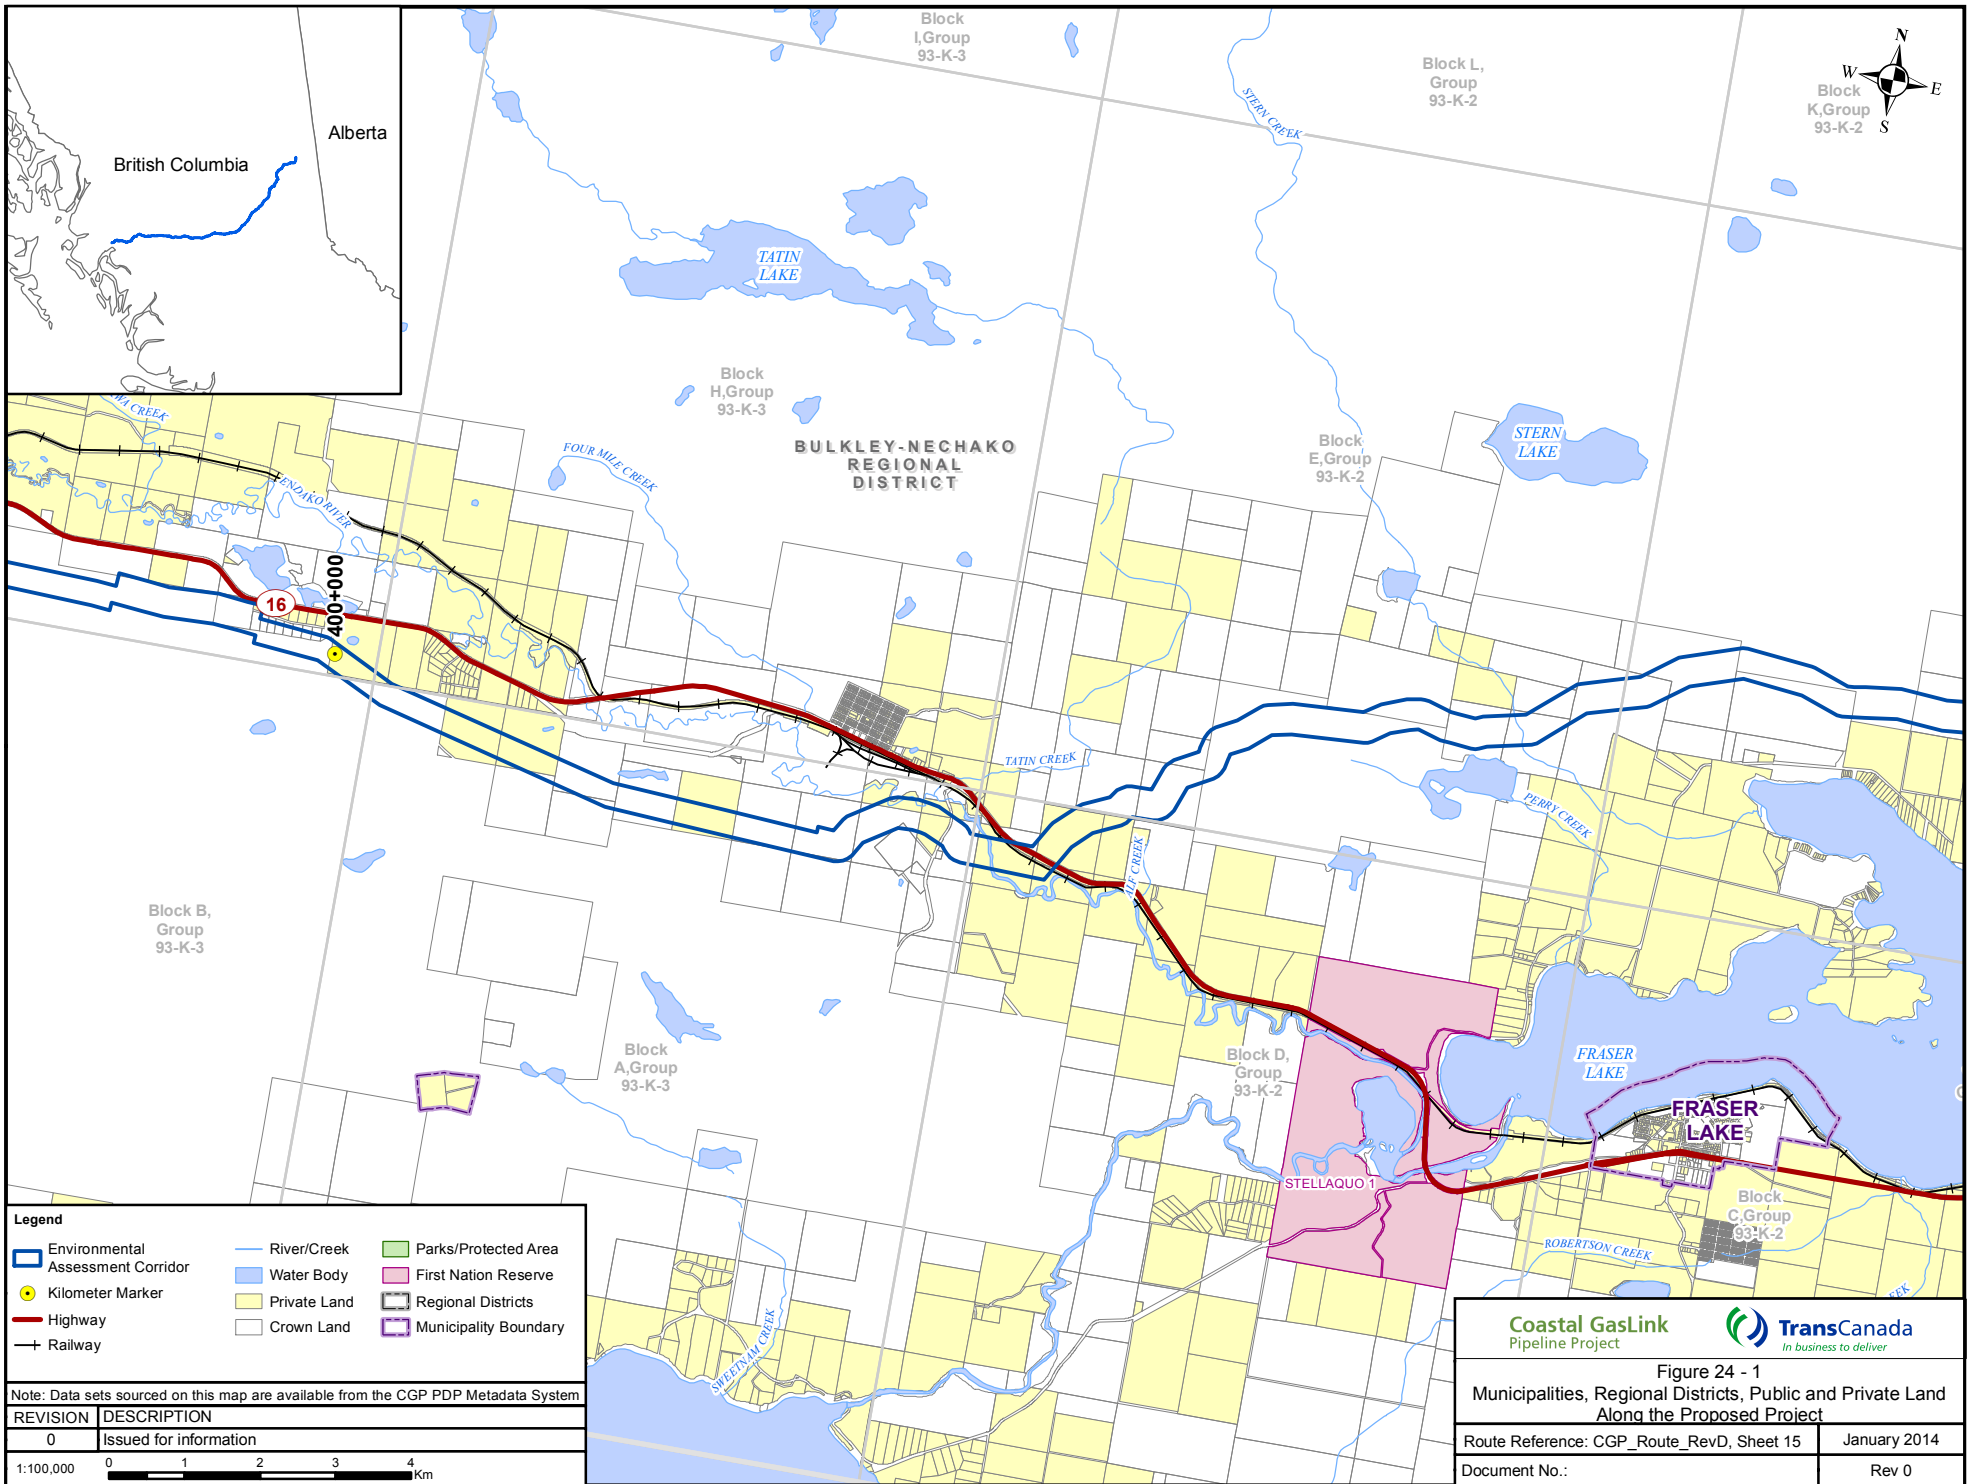 Block
I,Group
93-K-3
Block L,
Group
93-K-2
Block
K,Group
93-K-2
N
W
E
S
Alberta
British Columbia
STERN CREEK
TATIN
LAKE
Block
H,Group
93-K-3
BULKLEY-NECHAKO
REGIONAL
DISTRICT
Block
E,Group
93-K-2
STERN
LAKE
WA CREEK
FOUR MILE CREEK
ENDAKO RIVER
400+000
16
TATIN CREEK
PERRY CREEK
ALF CREEK
Block B,
Group
93-K-3
Block
A,Group
93-K-3
Block D,
Group
93-K-2
FRASER
LAKE
FRASER
LAKE
STELLAQUO 1
Block
C,Group
93-K-2
ROBERTSON CREEK
EEK
SWEETNAM CREEK
Legend
Environmental
Assessment Corridor
Kilometer Marker
Highway
Railway
River/Creek
Water Body
Private Land
Crown Land
Parks/Protected Area
First Nation Reserve
Regional Districts
Municipality Boundary
Note: Data sets sourced on this map are available from the CGP PDP Metadata System
REVISION DESCRIPTION
0 Issued for information
1:100,000 0 1 2 3 4 Km
Coastal GasLink
Pipeline Project
TransCanada
In business to deliver
Figure 24 - 1
Municipalities, Regional Districts, Public and Private Land
Along the Proposed Project
Route Reference: CGP_Route_RevD, Sheet 15 January 2014
Document No.: Rev 0